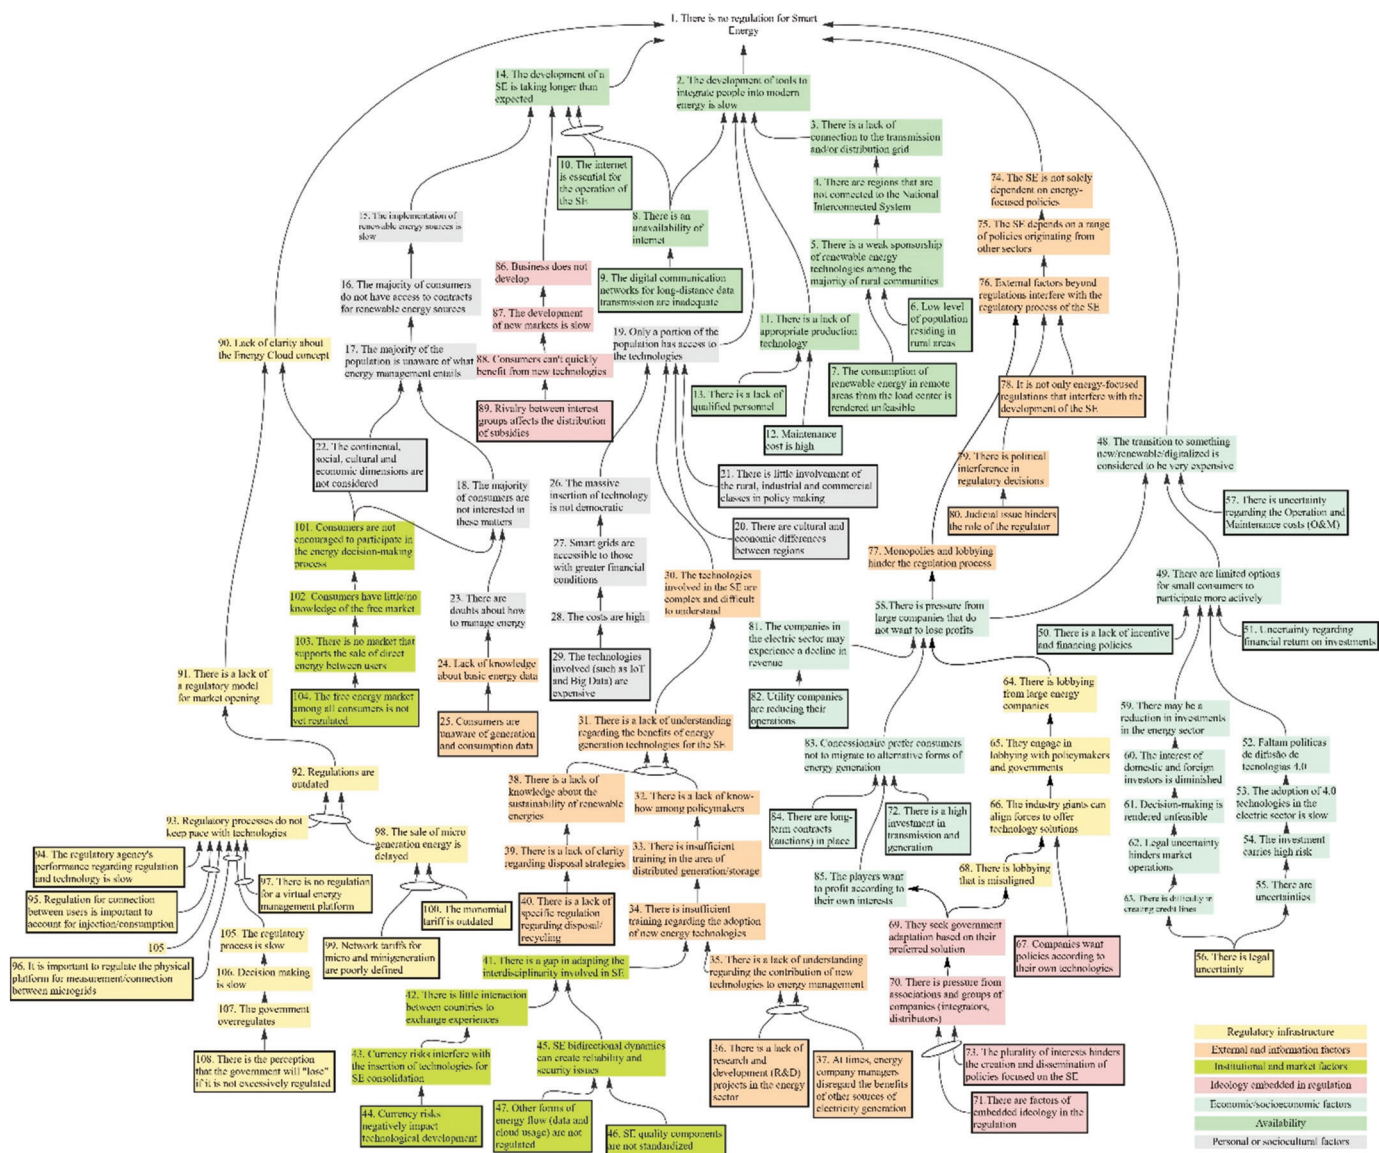 1. There is no regulation for Smart
Energy
14. The development of a
SE is taking longer than
expected
2. The development of tools to
integrate people into modern
energy is slow
3. There is a lack of
connection to the transmission
and/or distribution grid
10. The internet
is essential for
the operation of
the SE
4. There are regions that are
not connected to the National
Interconnected System
74. The SE is not solely
dependent on energy-
focused policies
15. The implementation of
renewable energy sources is
slow
8. There is an
unavailability of
internet
5. There is a weak sponsorship
of renewable energy
technologies among the
majority of rural communities
75. The SE depends on a range
of policies originating from
other sectors
86. Business does not
develop
9. The digital communication
networks for long-distance data
transmission are inadequate
16. The majority of consumers
do not have access to contracts
for renewable energy sources
76. External factors beyond
regulations interfere with the
regulatory process of the SE
87. The development
of new markets is slow
6. Low level
of population
residing in
rural areas
11. There is a lack of
appropriate production
technology
90. Lack of clarity about
the Energy Cloud concept
17. The majority of the
population is unaware of what
energy management entails
19. Only a portion of the
population has access to
the technologies
88. Consumers can't quickly
benefit from new technologies
7. The consumption of
renewable energy in remote
areas from the load center is
rendered unfeasible
13. There is a lack of
qualified personnel
78. It is not only energy-focused
regulations that interfere with the
development of the SE
89. Rivalry between interest
groups affects the distribution
of subsidies
12. Maintenance
cost is high
22. The continental,
social, cultural and
economic dimensions are
not considered
48. The transition to something
new/renewable/digitalized is
considered to be very expensive
79. There is political
interference in
regulatory decisions
21. There is little involvement of
the rural, industrial and commercial
classes in policy making
18. The majority
of consumers are
not interested in
these matters
26. The massive
insertion of technology
is not democratic
57. There is uncertainty
regarding the Operation and
Maintenance costs (O&M)
80. Judicial issue hinders
the role of the regulator
20. There are cultural and
economic differences
between regions
101. Consumers are not
encouraged to participate in
the energy decision-making
process
27. Smart grids are
accessible to those
with greater financial
conditions
77. Monopolies and lobbying
hinder the regulation process
30. The technologies
involved in the SE are
complex and difficult
to understand
49. There are limited options
for small consumers to
participate more actively
102. Consumers have little/no
knowledge of the free market
23. There are
doubts about how
to manage energy
28. The costs are high
58.There is pressure from
large companies that do
not want to lose profits
81. The companies in
the electric sector may
experience a decline in
revenue
50. There is a lack of incentive
and financing policies
51. Uncertainty regarding
financial return on investments
103. There is no market that
supports the sale of direct
energy between users
29. The technologies
involved (such as IoT
and Big Data) are
expensive
24. Lack of knowledge
about basic energy data
91. There is a lack of
a regulatory model
for market opening
104. The free energy market
among all consumers is not
yet regulated
64. There is lobbying
from large energy
companies
82. Utility companies
are reducing their
operations
59. There may be a
reduction in investments
in the energy sector
25. Consumers are
unaware of generation
and consumption data
31. There is a lack of understanding
regarding the benefits of energy
generation technologies for the SE
83. Concessionaire prefer consumers
not to migrate to alternative forms of
energy generation
65. They engage in
lobbying with policymakers
and governments
52. Faltam políticas
de difusão de
tecnologias 4.0
60. The interest of
domestic and foreign
investors is diminished
92. Regulations are
outdated
38. There is a lack of
knowledge about the
sustainability of renewable
energies
32. There is a lack of know-
how among policymakers
66. The industry giants can
align forces to offer
technology solutions
53. The adoption of 4.0
technologies in the
electric sector is slow
61. Decision-making is
rendered unfeasible
84. There are long-
term contracts
(auctions) in place
72. There is a high
investment in
transmission and
generation
93. Regulatory processes do not
keep pace with technologies
98. The sale of micro
generation energy is
delayed
54. The investment
carries high risk
62. Legal uncertainty
hinders market
operations
39. There is a lack of clarity
regarding disposal strategies
33. There is insufficient
training in the area of
distributed generation/storage
94. The regulatory agency's
performance regarding regulation
and technology is slow
68. There is lobbying
that is misaligned
85. The players want
to profit according to
their own interests
97. There is no regulation
for a virtual energy
management platform
55. There are
uncertainties
95. Regulation for connection
between users is important to
account for injection/consumption
40. There is a lack of
specific regulation
regarding disposal/
recycling
63. There is difficulty in
creating credit lines
100. The monomial
tariff is outdated
34. There is insufficient
training regarding the adoption
of new energy technologies
69. They seek government
adaptation based on their
preferred solution
67. Companies want
policies according to
their own technologies
105. The regulatory
process is slow
105
99. Network tariffs for
micro and minigeneration
are poorly defined
56. There is legal
uncertainty
96. It is important to regulate the physical
platform for measurement/connection
between microgrids
41. There is a gap in adapting the
interdisciplinarity involved in SE
35. There is a lack of understanding
regarding the contribution of new
technologies to energy management
106. Decision making
is slow
70. There is pressure from
associations and groups of
companies (integrators,
distributors)
42. There is little interaction
between countries to
exchange experiences
107. The government
overregulates
43. Currency risks interfere with
the insertion of technologies for
SE consolidation
45. SE bidirectional dynamics
can create reliability and
security issues
36. There is a lack of
research and
development (R&D)
projects in the energy
sector
37. At times, energy
company managers
disregard the benefits
of other sources of
electricity generation
73. The plurality of interests hinders
the creation and dissemination of
policies focused on the SE
108. There is the perception
that the government will "lose"
if it is not excessively regulated
71.There are factors of
embedded ideology in the
regulation
44. Currency risks
negatively impact
technological development
47. Other forms of
energy flow (data and
cloud usage) are not
regulated
46. SE quality components
are not standardized
Regulatory infrastructure
External and information factors
Institutional and market factors
Ideology embedded in regulation
Economic/socioeconomic factors
Availability
Personal or sociocultural factors